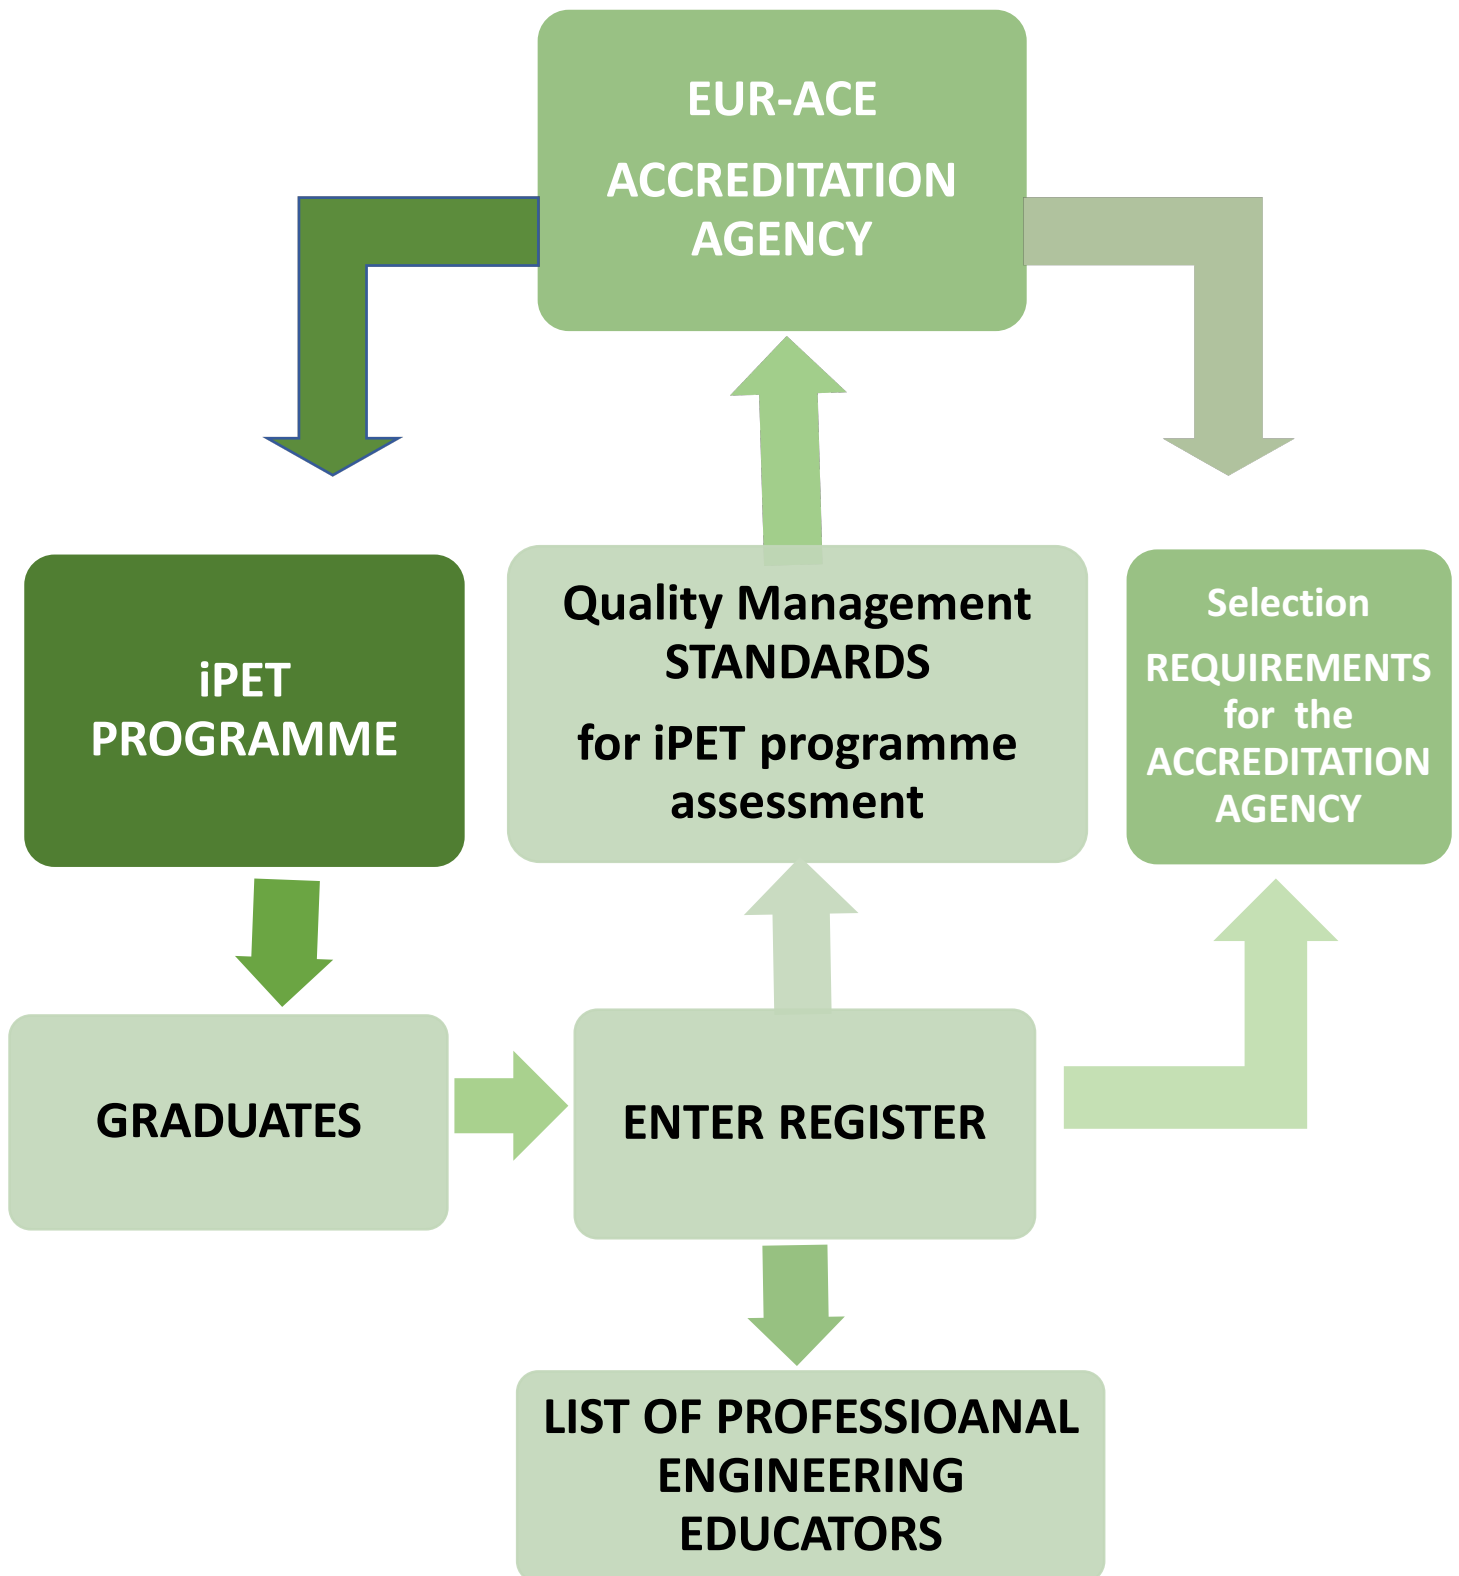 EUR-ACE
ACCREDITATION
AGENCY
iPET
PROGRAMME
Quality Management
STANDARDS
for iPET programme
assessment
Selection
REQUIREMENTS
for the
ACCREDITATION
AGENCY
GRADUATES
ENTER REGISTER
LIST OF PROFESSIOANAL
ENGINEERING
EDUCATORS